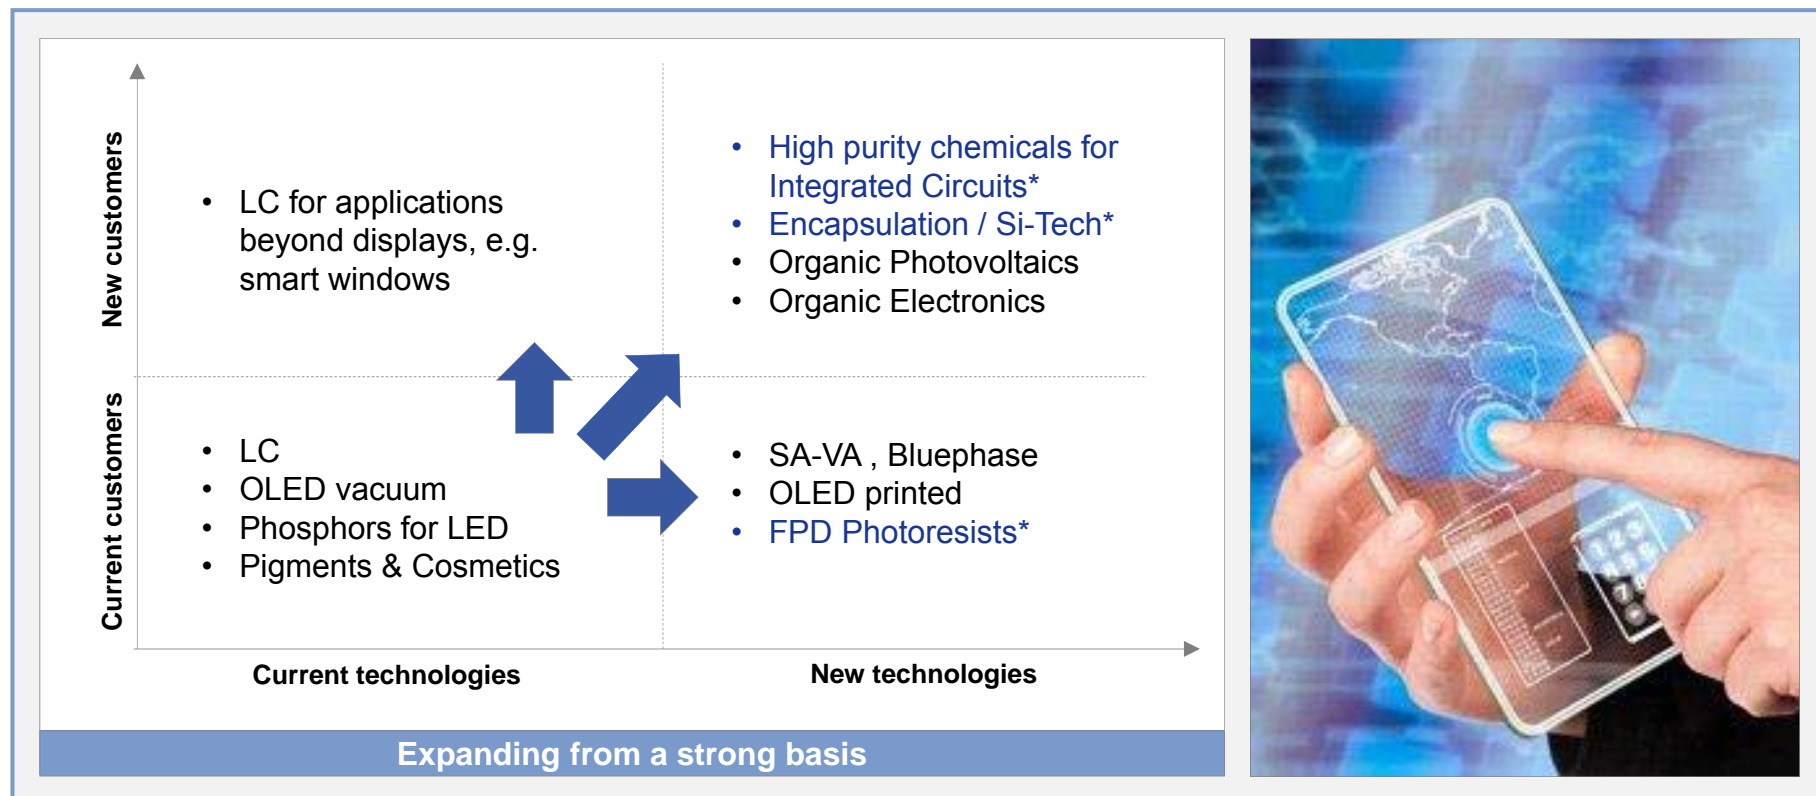 New customers
• LC for applications
beyond displays, e.g.
smart windows
• High purity chemicals for
Integrated Circuits*
• Encapsulation / Si-Tech*
• Organic Photovoltaics
• Organic Electronics
Current customers
• LC
• OLED vacuum
• Phosphors for LED
• Pigments & Cosmetics
• SA-VA , Bluephase
• OLED printed
• FPD Photoresists*
Current technologies
New technologies
Expanding from a strong basis